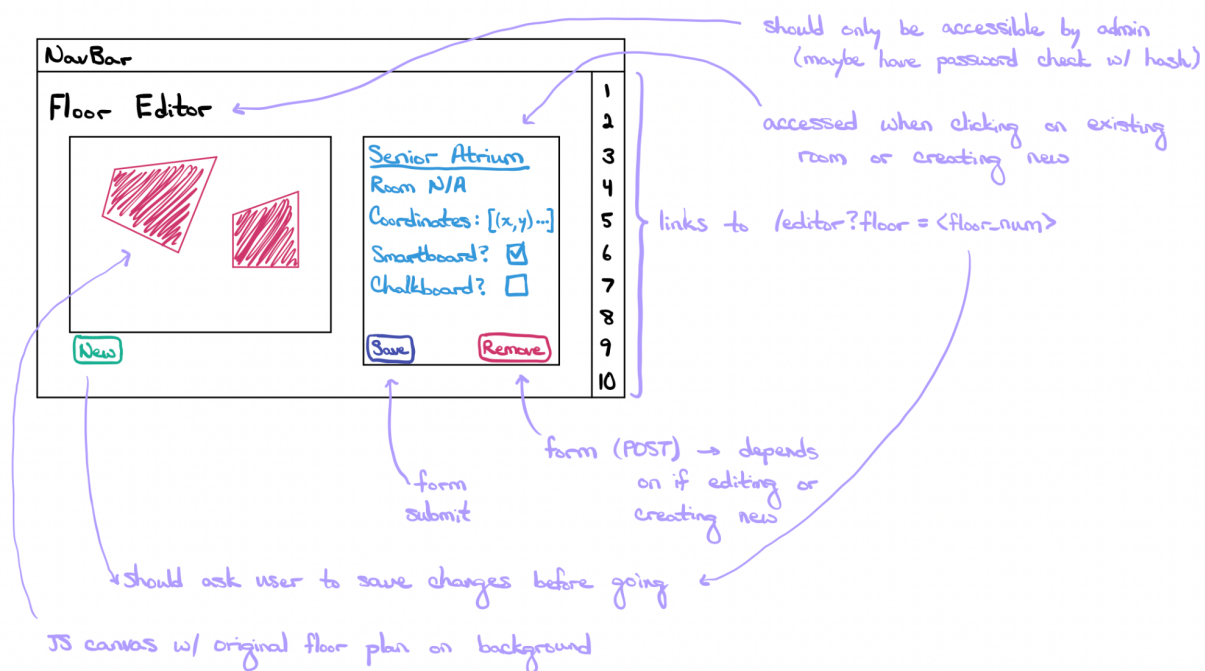 should only be accessible by admin
(maybe have password check w/ hash)
NavBar
Floor Editor
accessed when clicking on existing
room or creating new
Senior Atrium
Room N/A
Coordinates: [(x,y)...]
Smartboard?
Chalkboard?
New
Save
Remove
1
2
3
4
5
6
7
8
9
10
links to /editor?floor=<floor_num>
form
submit
form (POST) → depends
on if editing or
creating new
should ask user to save changes before going
JS canvas w/ original floor plan on background